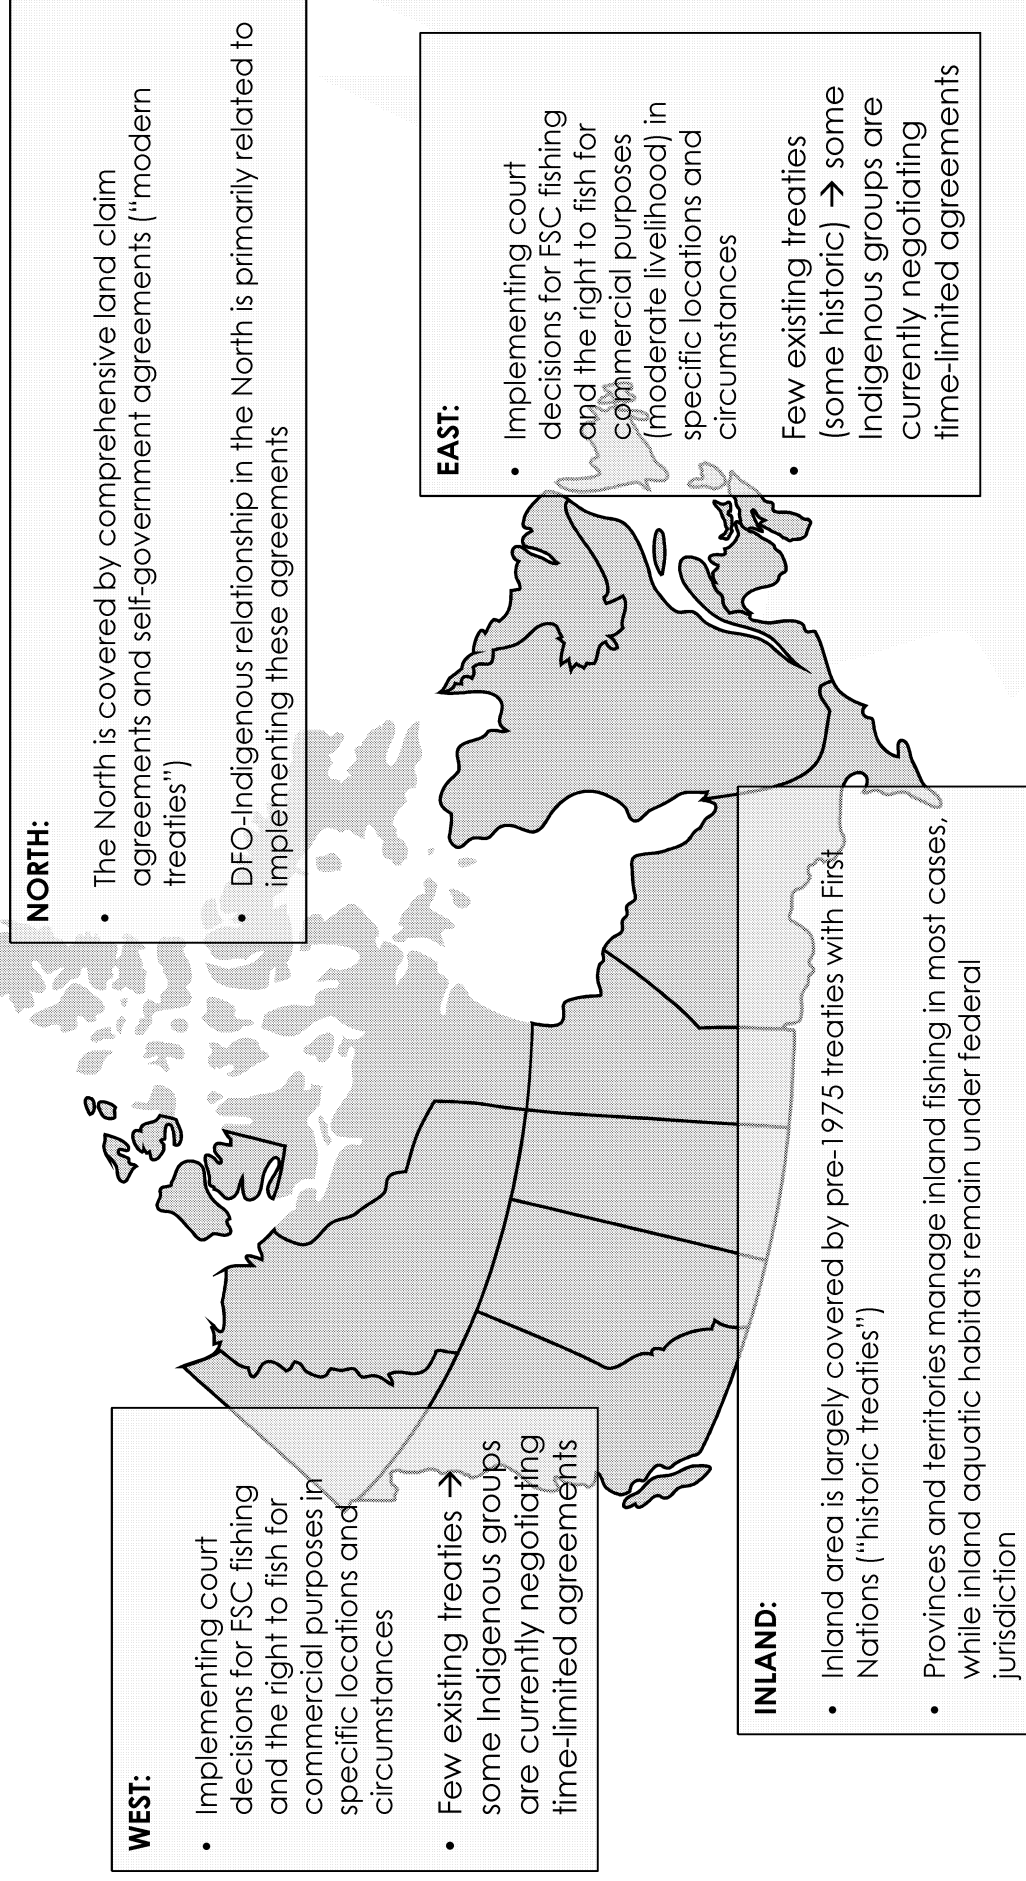 NORTH:
• The North is covered by comprehensive land claim
agreements and self-government agreements (“modern
treaties”)
• DFO-Indigenous relationship in the North is primarily related to
implementing these agreements
WEST:
• Implementing court
decisions for FSC fishing
and the right to fish for
commercial purposes in
specific locations and
circumstances
• Few existing treaties →
some Indigenous groups
are currently negotiating
time-limited agreements
EAST:
• Implementing court
decisions for FSC fishing
and the right to fish for
commercial purposes
(moderate livelihood) in
specific locations and
circumstances
• Few existing treaties
(some historic) → some
Indigenous groups are
currently negotiating
time-limited agreements
INLAND:
• Inland area is largely covered by pre-1975 treaties with First
Nations (“historic treaties”)
• Provinces and territories manage inland fishing in most cases,
while inland aquatic habitats remain under federal
jurisdiction